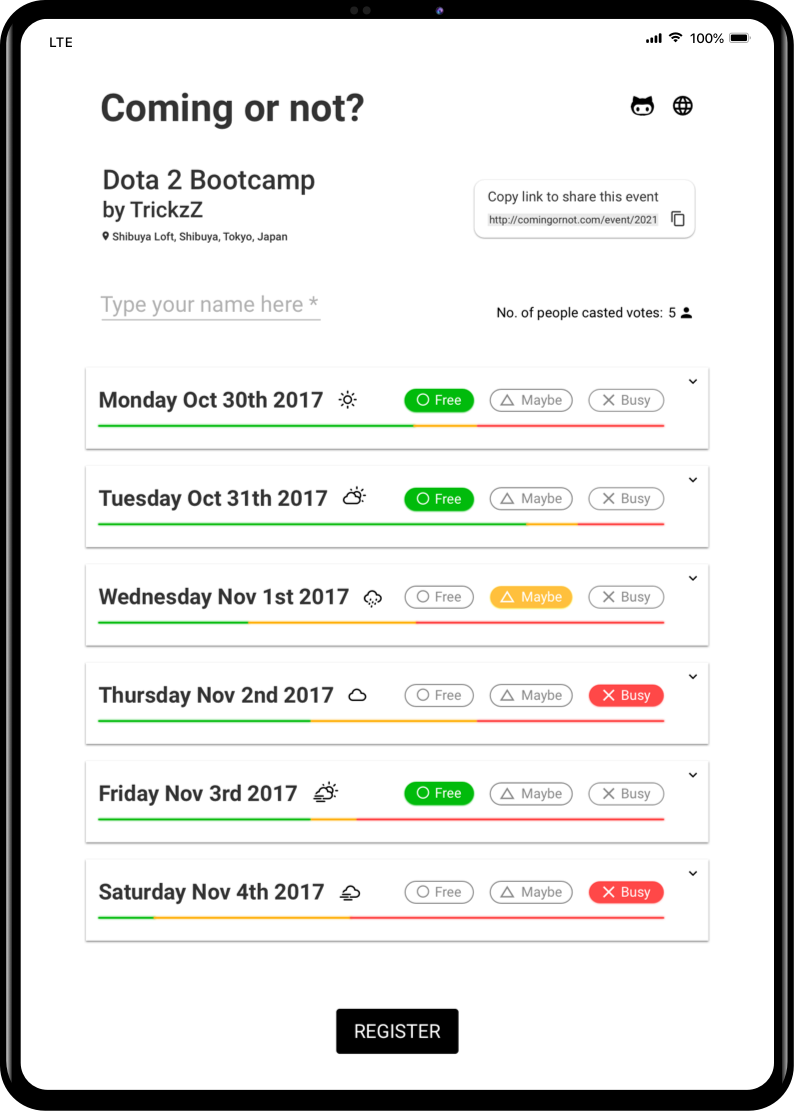 LTE
100%
Coming or not?
Dota 2 Bootcamp
by TrickzZ
Shibuya Loft, Shibuya, Tokyo, Japan
Copy link to share this event
http://comingornot.com/event/2021
Type your name here *
No. of people casted votes: 5
Monday Oct 30th 2017 Free Maybe Busy
Tuesday Oct 31th 2017 Free Maybe Busy
Wednesday Nov 1st 2017 Free Maybe Busy
Thursday Nov 2nd 2017 Free Maybe Busy
Friday Nov 3rd 2017 Free Maybe Busy
Saturday Nov 4th 2017 Free Maybe Busy
REGISTER